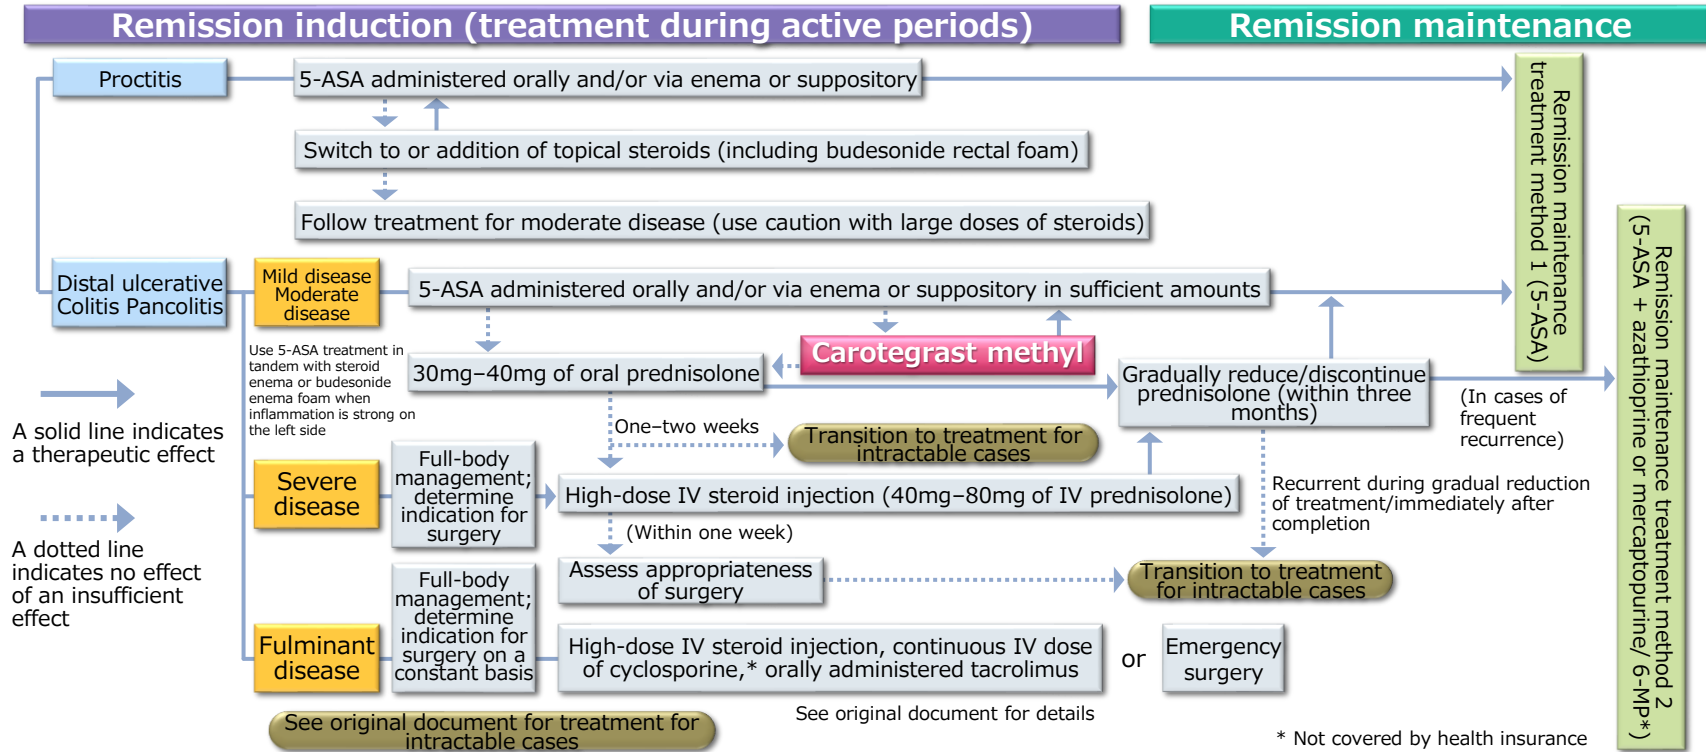 Remission induction (treatment during active periods)
Remission maintenance
Proctitis
5-ASA administered orally and/or via enema or suppository
Switch to or addition of topical steroids (including budesonide rectal foam)
Follow treatment for moderate disease (use caution with large doses of steroids)
Remission maintenance
treatment method 1 (5-ASA)
Distal ulcerative
Colitis Pancolitis
Mild disease
Moderate
disease
5-ASA administered orally and/or via enema or suppository in sufficient amounts
Use 5-ASA treatment in
tandem with steroid
enema or budesonide
enema foam when
inflammation is strong on
the left side
Carotegrast methyl
30mg–40mg of oral prednisolone
Gradually reduce/discontinue
prednisolone (within three
months)
(In cases of
frequent
recurrence)
Remission maintenance treatment method 2
(5-ASA + azathioprine or mercaptopurine/ 6-MP*)
A solid line indicates
a therapeutic effect
One–two weeks
Transition to treatment for
intractable cases
Severe
disease
Full-body
management;
determine
indication for
surgery
High-dose IV steroid injection (40mg–80mg of IV prednisolone)
Recurrent during gradual reduction
of treatment/immediately after
completion
(Within one week)
A dotted line
indicates no effect
of an insufficient
effect
Assess appropriateness
of surgery
Transition to treatment
for intractable cases
Fulminant
disease
Full-body
management;
determine
indication for
surgery on a
constant basis
High-dose IV steroid injection, continuous IV dose
of cyclosporine,* orally administered tacrolimus
or
Emergency
surgery
See original document for treatment for
intractable cases
See original document for details
* Not covered by health insurance